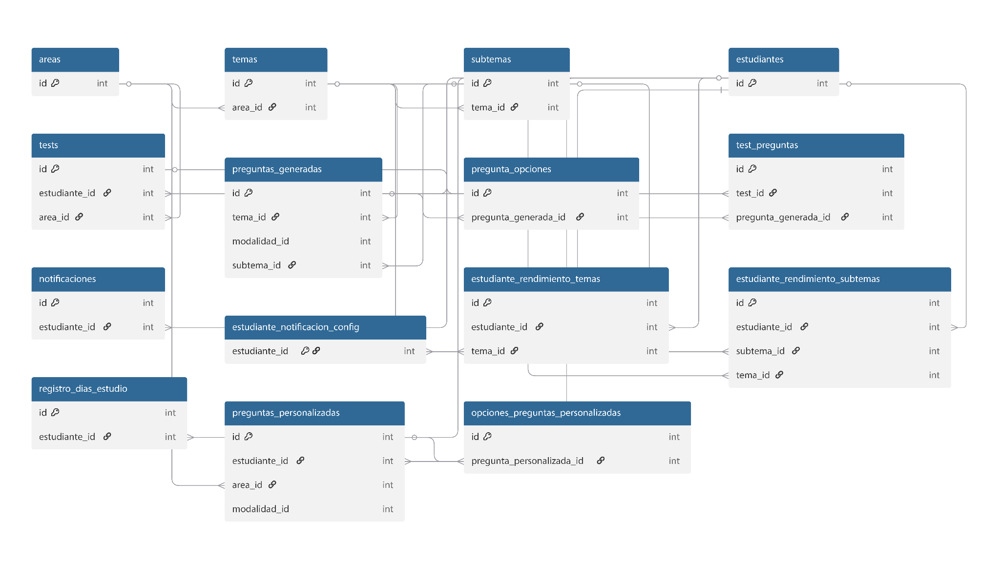 areas
id int
temas
id int
area_id int
subtemas
id int
tema_id int
estudiantes
id int
tests
id int
estudiante_id int
area_id int
preguntas_generadas
id int
tema_id int
modalidad_id int
subtema_id int
pregunta_opciones
id int
pregunta_generada_id int
test_preguntas
id int
test_id int
pregunta_generada_id int
notificaciones
id int
estudiante_id int
estudiante_notificacion_config
estudiante_id int
estudiante_rendimiento_temas
id int
estudiante_id int
tema_id int
estudiante_rendimiento_subtemas
id int
estudiante_id int
subtema_id int
tema_id int
registro_dias_estudio
id int
estudiante_id int
preguntas_personalizadas
id int
estudiante_id int
area_id int
modalidad_id int
opciones_preguntas_personalizadas
id int
pregunta_personalizada_id int